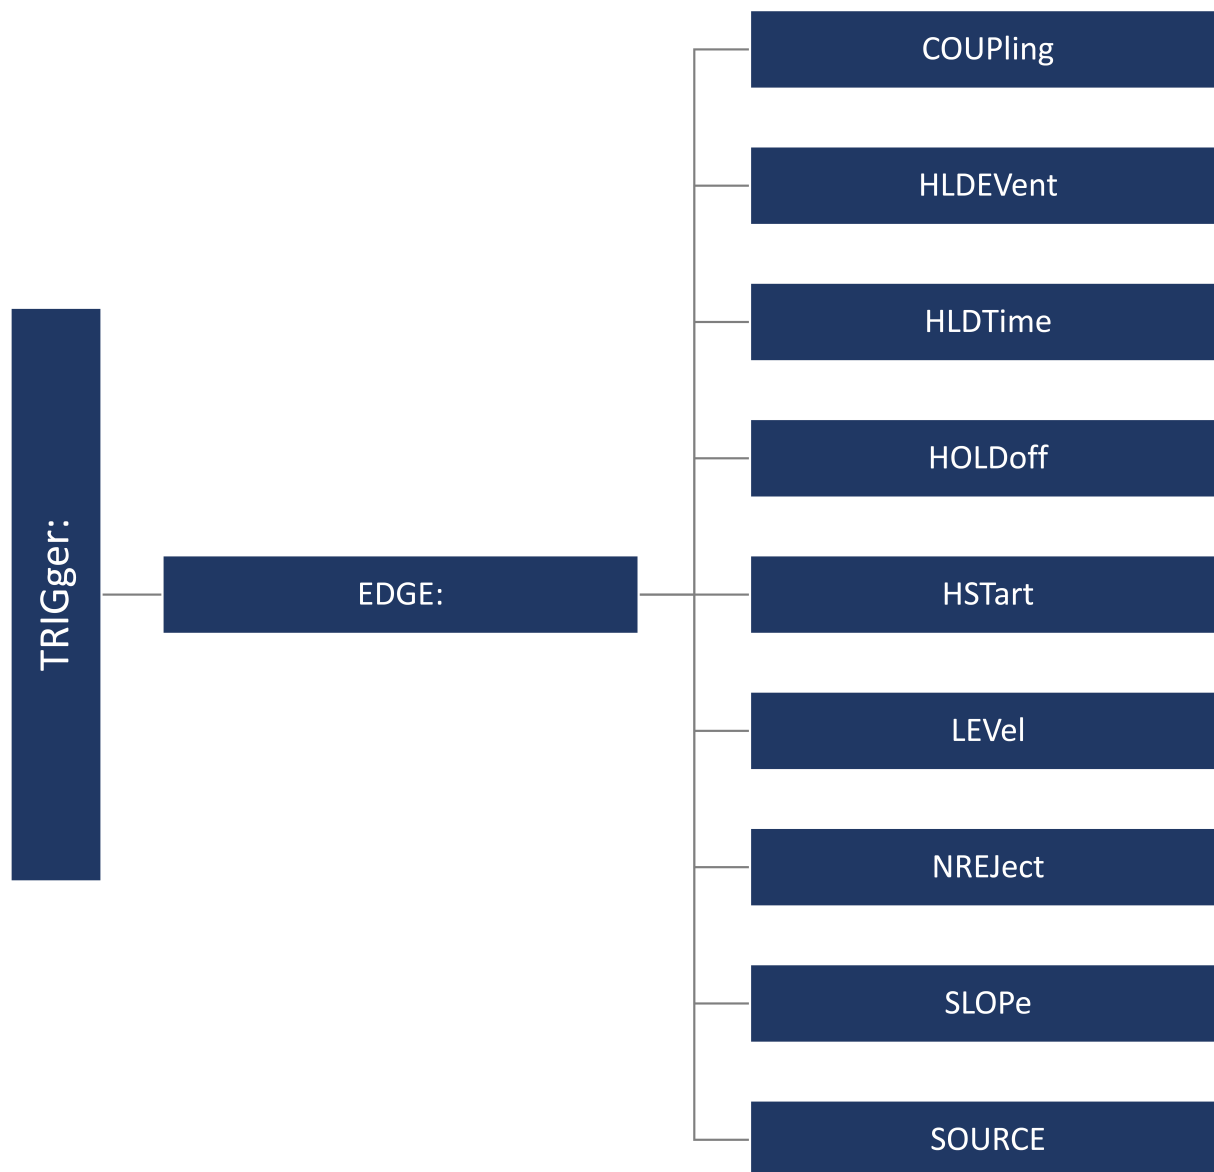 TRIGger:
EDGE:
COUPling
HLDEVent
HLDTime
HOLDoff
HSTart
LEVel
NREJect
SLOPe
SOURCE